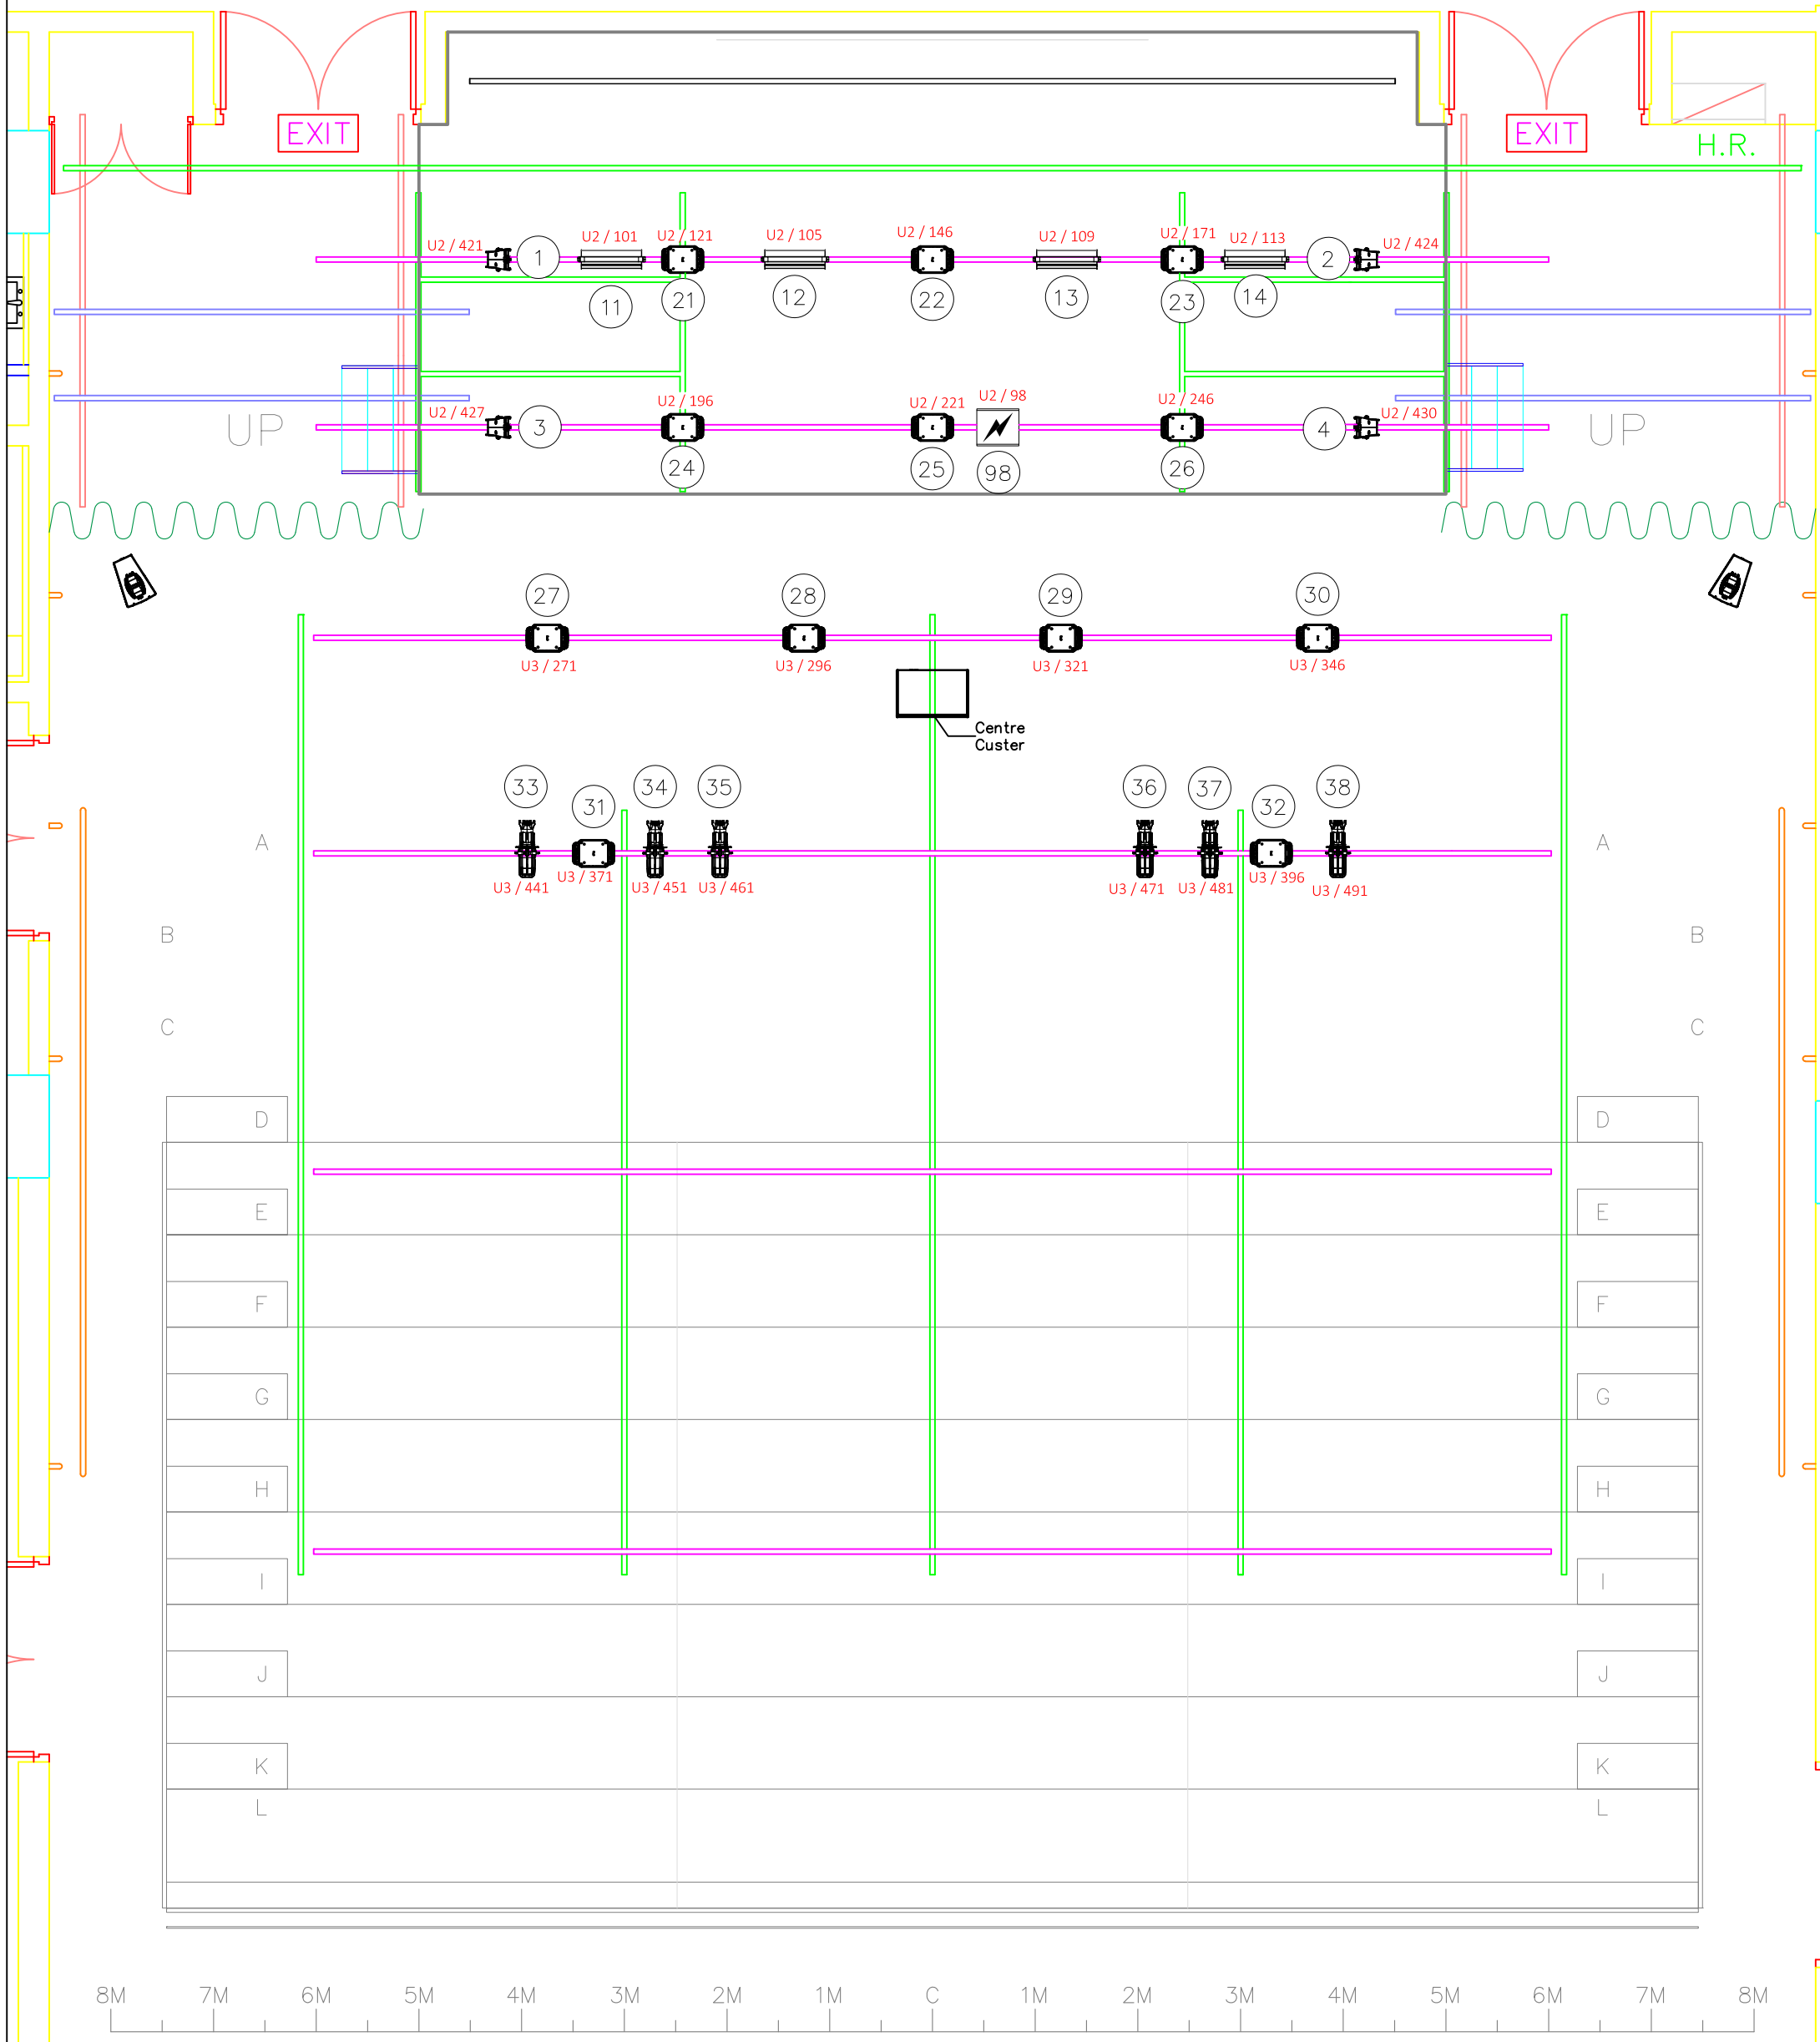 EXIT
EXIT
H.R.
U2 / 421
U2 / 101
U2 / 121
U2 / 105
U2 / 146
U2 / 109
U2 / 171
U2 / 113
U2 / 424
1
2
11
21
12
22
13
23
14
UP
U2 / 427
U2 / 196
U2 / 221
U2 / 98
U2 / 246
U2 / 430
UP
3
4
24
25
98
26
27
28
29
30
U3 / 271
U3 / 296
U3 / 321
U3 / 346
Centre
Custer
33
31
34
35
36
37
32
38
A
A
U3 / 441
U3 / 371
U3 / 451
U3 / 461
U3 / 471
U3 / 481
U3 / 396
U3 / 491
B
B
C
C
D
D
E
E
F
F
G
G
H
H
I
I
J
J
K
K
L
L
8M 7M 6M 5M 4M 3M 2M 1M C 1M 2M 3M 4M 5M 6M 7M 8M